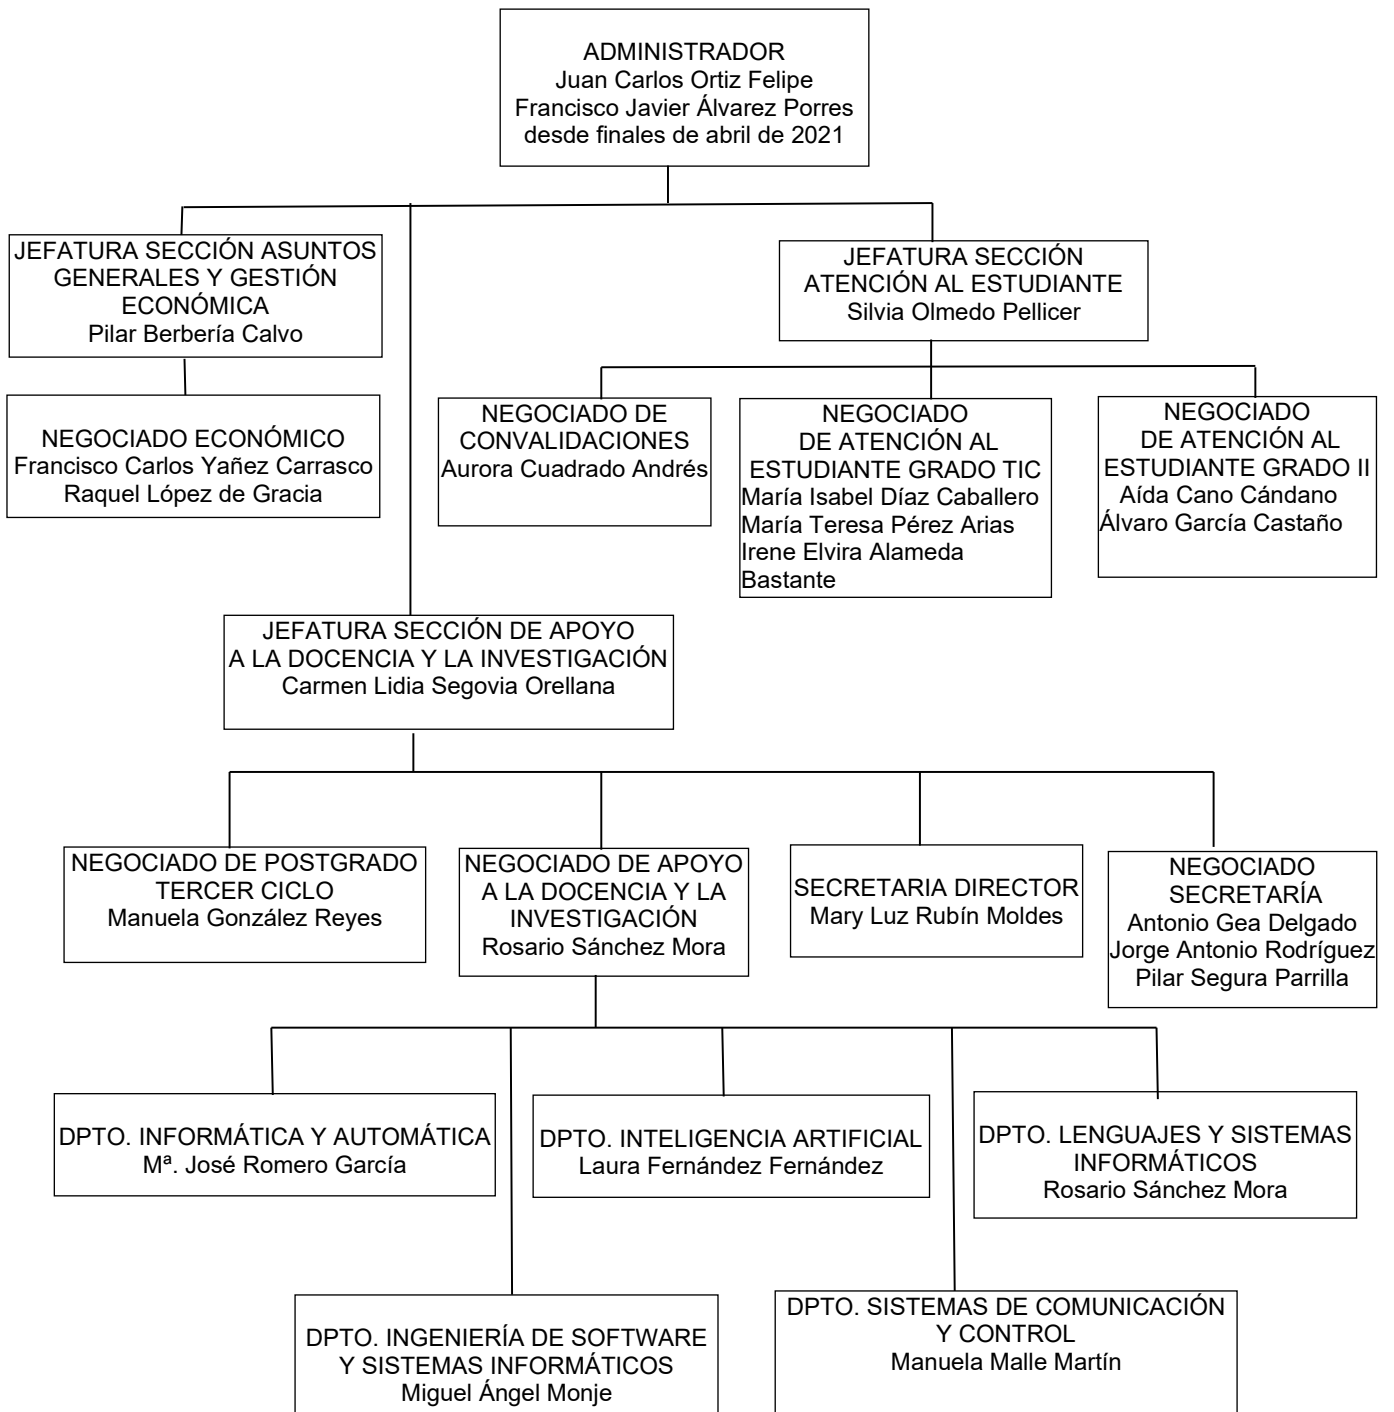 ADMINISTRADOR
Juan Carlos Ortiz Felipe
Francisco Javier Álvarez Porres
desde finales de abril de 2021
JEFATURA SECCIÓN ASUNTOS
GENERALES Y GESTIÓN
ECONÓMICA
Pilar Berbería Calvo
JEFATURA SECCIÓN
ATENCIÓN AL ESTUDIANTE
Silvia Olmedo Pellicer
NEGOCIADO ECONÓMICO
Francisco Carlos Yañez Carrasco
Raquel López de Gracia
NEGOCIADO DE
CONVALIDACIONES
Aurora Cuadrado Andrés
NEGOCIADO
DE ATENCIÓN AL
ESTUDIANTE GRADO TIC
María Isabel Díaz Caballero
María Teresa Pérez Arias
Irene Elvira Alameda
Bastante
NEGOCIADO
DE ATENCIÓN AL
ESTUDIANTE GRADO II
Aída Cano Cándano
Álvaro García Castaño
JEFATURA SECCIÓN DE APOYO
A LA DOCENCIA Y LA INVESTIGACIÓN
Carmen Lidia Segovia Orellana
NEGOCIADO DE POSTGRADO
TERCER CICLO
Manuela González Reyes
NEGOCIADO DE APOYO
A LA DOCENCIA Y LA
INVESTIGACIÓN
Rosario Sánchez Mora
SECRETARIA DIRECTOR
Mary Luz Rubín Moldes
NEGOCIADO
SECRETARÍA
Antonio Gea Delgado
Jorge Antonio Rodríguez
Pilar Segura Parrilla
DPTO. INFORMÁTICA Y AUTOMÁTICA
Mª. José Romero García
DPTO. INTELIGENCIA ARTIFICIAL
Laura Fernández Fernández
DPTO. LENGUAJES Y SISTEMAS
INFORMÁTICOS
Rosario Sánchez Mora
DPTO. INGENIERÍA DE SOFTWARE
Y SISTEMAS INFORMÁTICOS
Miguel Ángel Monje
DPTO. SISTEMAS DE COMUNICACIÓN
Y CONTROL
Manuela Malle Martín